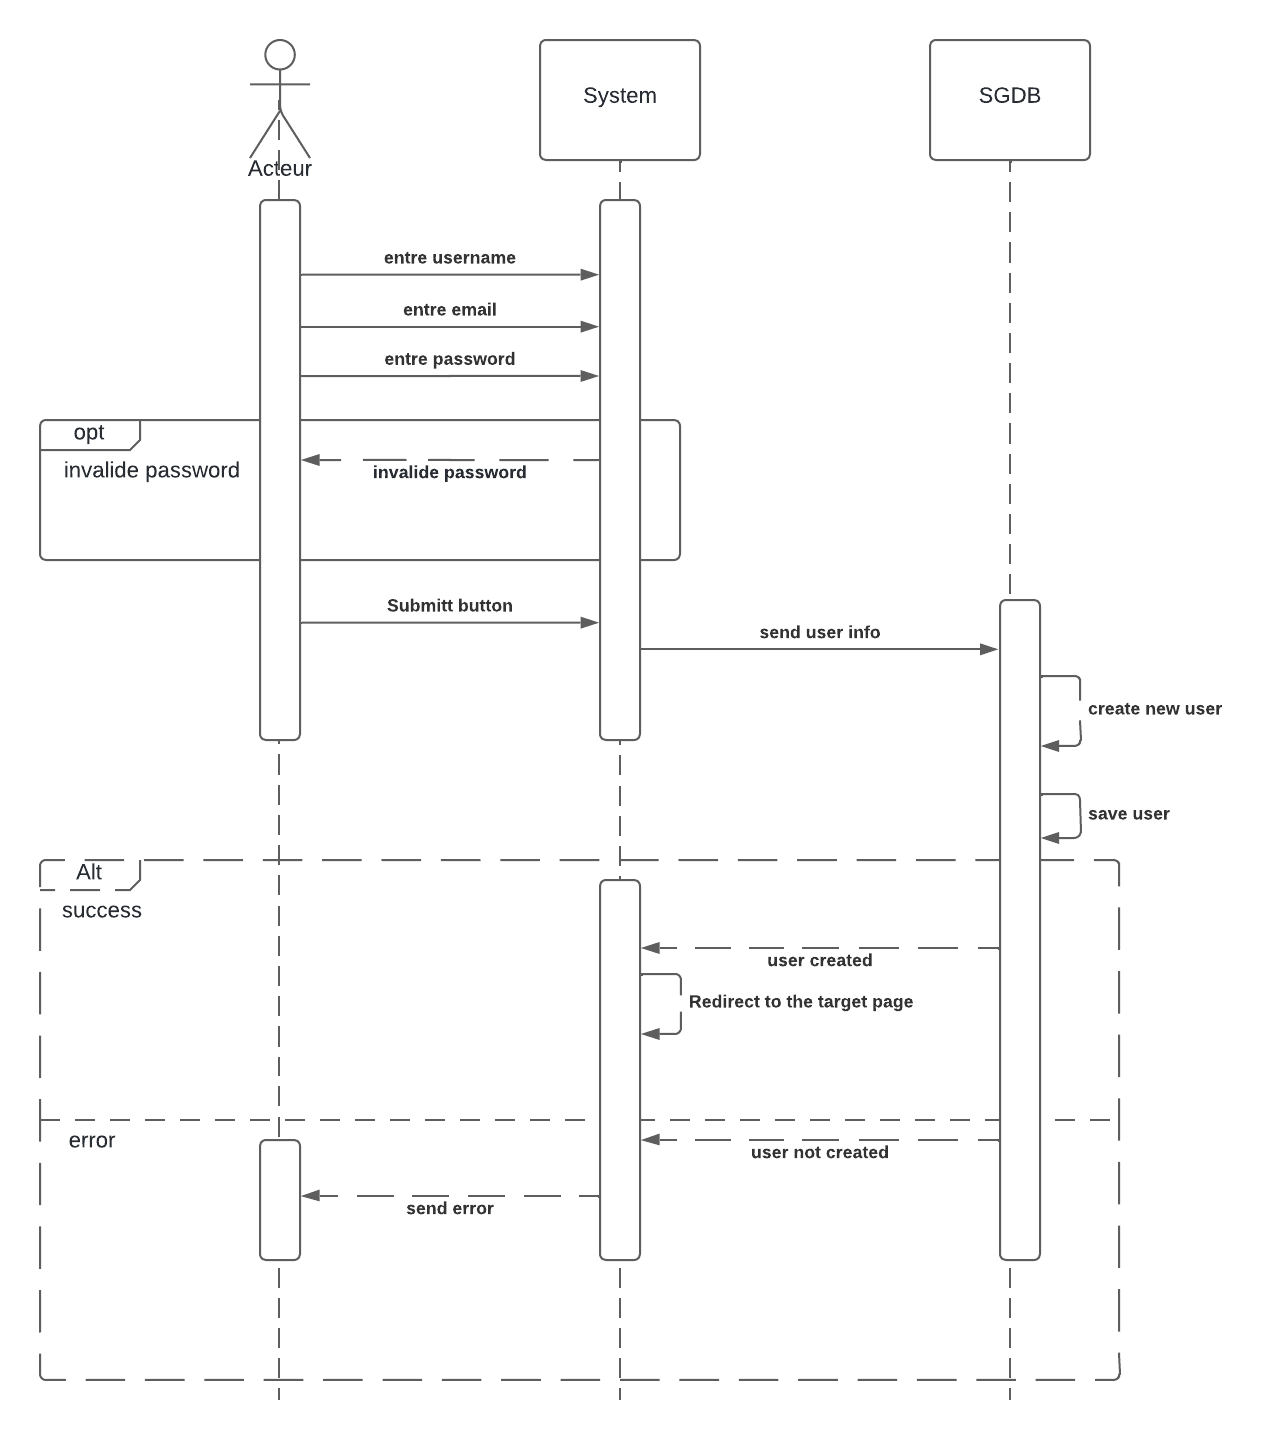 Acteur
System
SGDB
entre username
entre email
entre password
opt
invalide password
invalide password
Submitt button
send user info
create new user
save user
Alt
success
user created
Redirect to the target page
error
user not created
send error